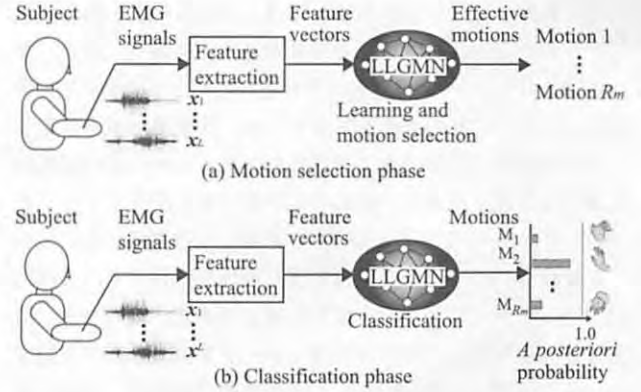 Subject
EMG signals
Feature extraction
Feature vectors
LLGMN
Learning and motion selection
Effective motions
Motion 1
Motion Rm
x1
xL
(a) Motion selection phase
Subject
EMG signals
Feature extraction
Feature vectors
LLGMN
Classification
Motions
M1
M2
MRm
1.0
A posteriori probability
x1
xL
(b) Classification phase